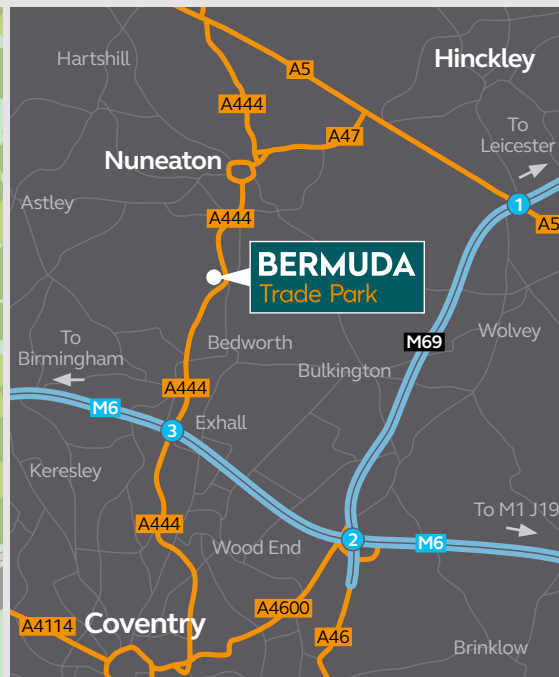 Hartshill
Hinckley
A5
A444
A47
To
Leicester
Nuneaton
Astley
A444
1
A5
BERMUDA
Trade Park
To
Birmingham
Bedworth
M69
Wolvey
Bulkington
A444
M6
3
Exhall
Keresley
To M1 J19
A444
Wood End
2
M6
A4600
A4114
Coventry
A46
Brinklow